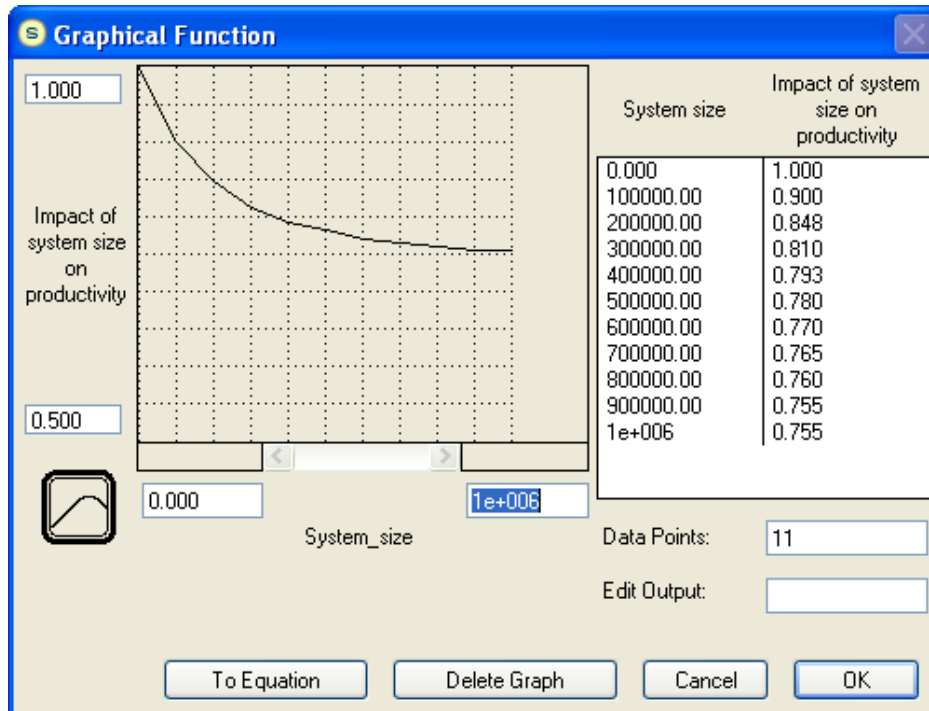 S Graphical Function
1.000
Impact of
system size
on
productivity
0.500
0.000
1e+006
System_size
System size
Impact of system
size on
productivity
0.000 1.000
100000.00 0.900
200000.00 0.848
300000.00 0.810
400000.00 0.793
500000.00 0.780
600000.00 0.770
700000.00 0.765
800000.00 0.760
900000.00 0.755
1e+006 0.755
Data Points: 11
Edit Output:
To Equation
Delete Graph
Cancel
OK